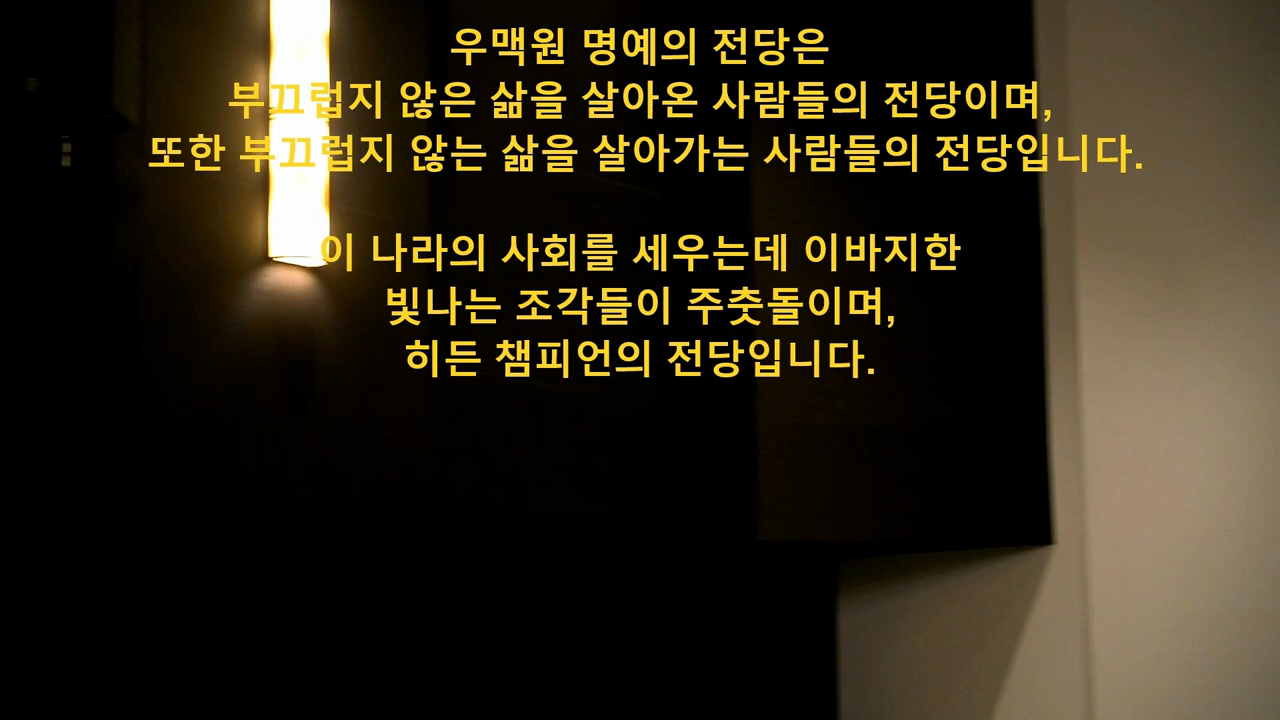 우맥원 명예의 전당은
부끄럽지 않은 삶을 살아온 사람들의 전당이며,
또한 부끄럽지 않는 삶을 살아가는 사람들의 전당입니다.
이 나라의 사회를 세우는데 이바지한
빛나는 조각들이 주춧돌이며,
히든 챔피언의 전당입니다.